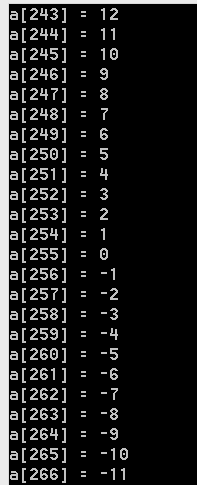 a[243] = 12
a[244] = 11
a[245] = 10
a[246] = 9
a[247] = 8
a[248] = 7
a[249] = 6
a[250] = 5
a[251] = 4
a[252] = 3
a[253] = 2
a[254] = 1
a[255] = 0
a[256] = -1
a[257] = -2
a[258] = -3
a[259] = -4
a[260] = -5
a[261] = -6
a[262] = -7
a[263] = -8
a[264] = -9
a[265] = -10
a[266] = -11